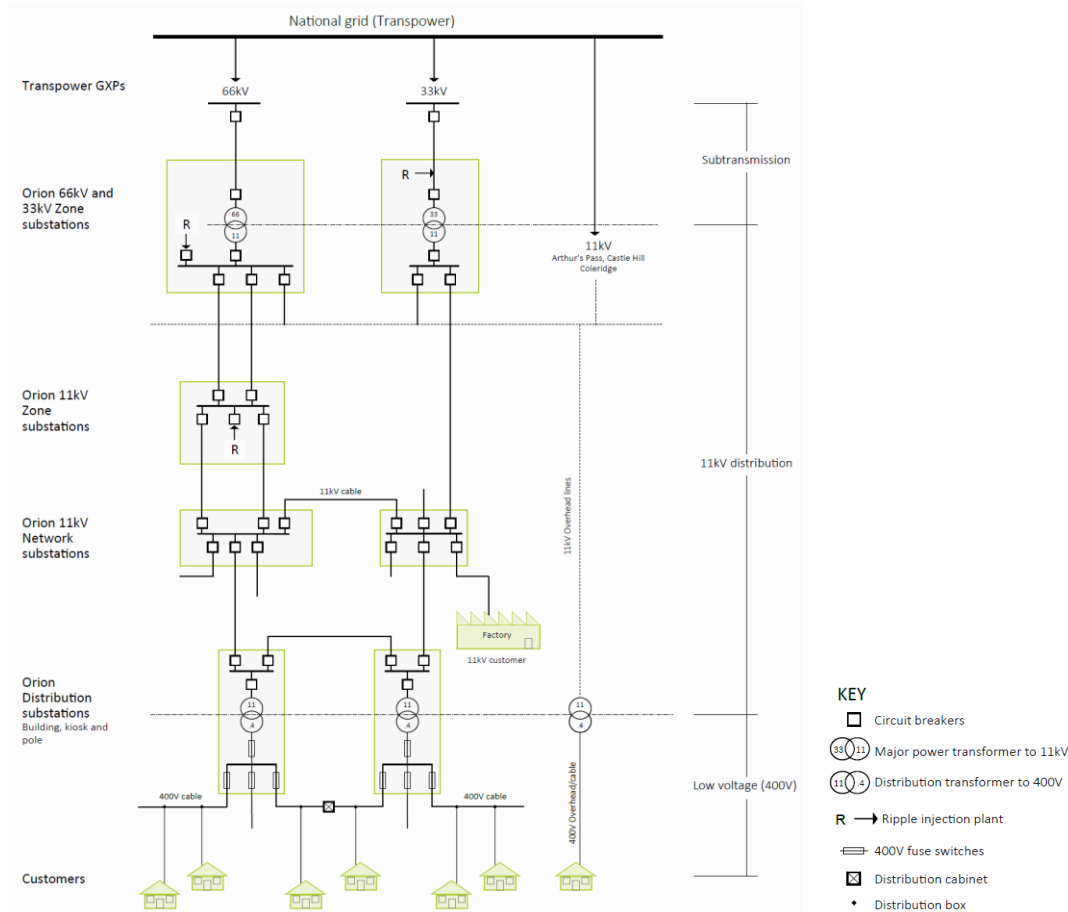 National grid (Transpower)
Transpower GXPs
66kV
33kV
Subtransmission
Orion 66kV and
33kV Zone
substations
R
R
66
11
33
11
11kV
Arthur's Pass, Castle Hill
Coleridge
Orion 11kV
Zone
substations
R
11kV distribution
11kV cable
11kV Overhead lines
Orion 11kV
Network
substations
Factory
11kV customer
Orion
Distribution
substations
Building, kiosk and
pole
11
.4
11
.4
11
.4
400V cable
400V cable
400V Overhead/cable
Low voltage (400V)
Customers
KEY
Circuit breakers
33 11 Major power transformer to 11kV
11 .4 Distribution transformer to 400V
R Ripple injection plant
400V fuse switches
Distribution cabinet
Distribution box